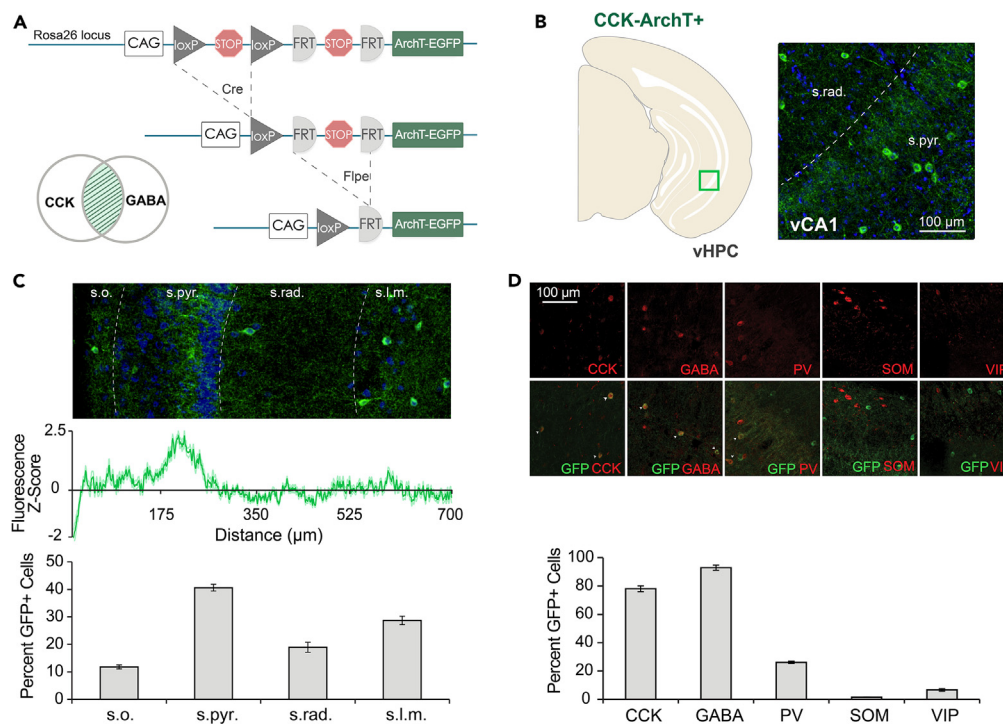 A
Rosa26 locus
CAG loxP STOP loxP FRT STOP FRT ArchT-EGFP
Cre
CAG loxP FRT STOP FRT ArchT-EGFP
Flpe
CCK GABA
CAG loxP FRT ArchT-EGFP
B
CCK-ArchT+
vHPC
s.rad.
s.pyr.
vCA1
100 µm
C
s.o. s.pyr. s.rad. s.l.m.
Fluorescence
Z-Score
2.5
0
-2
175 350 525 700
Distance (µm)
Percent GFP+ Cells
50
40
30
20
10
0
s.o. s.pyr. s.rad. s.l.m.
D
100 µm
CCK GABA PV SOM VIP
GFP CCK GFP GABA GFP PV GFP SOM GFP VIP
Percent GFP+ Cells
100
80
60
40
20
0
CCK GABA PV SOM VIP